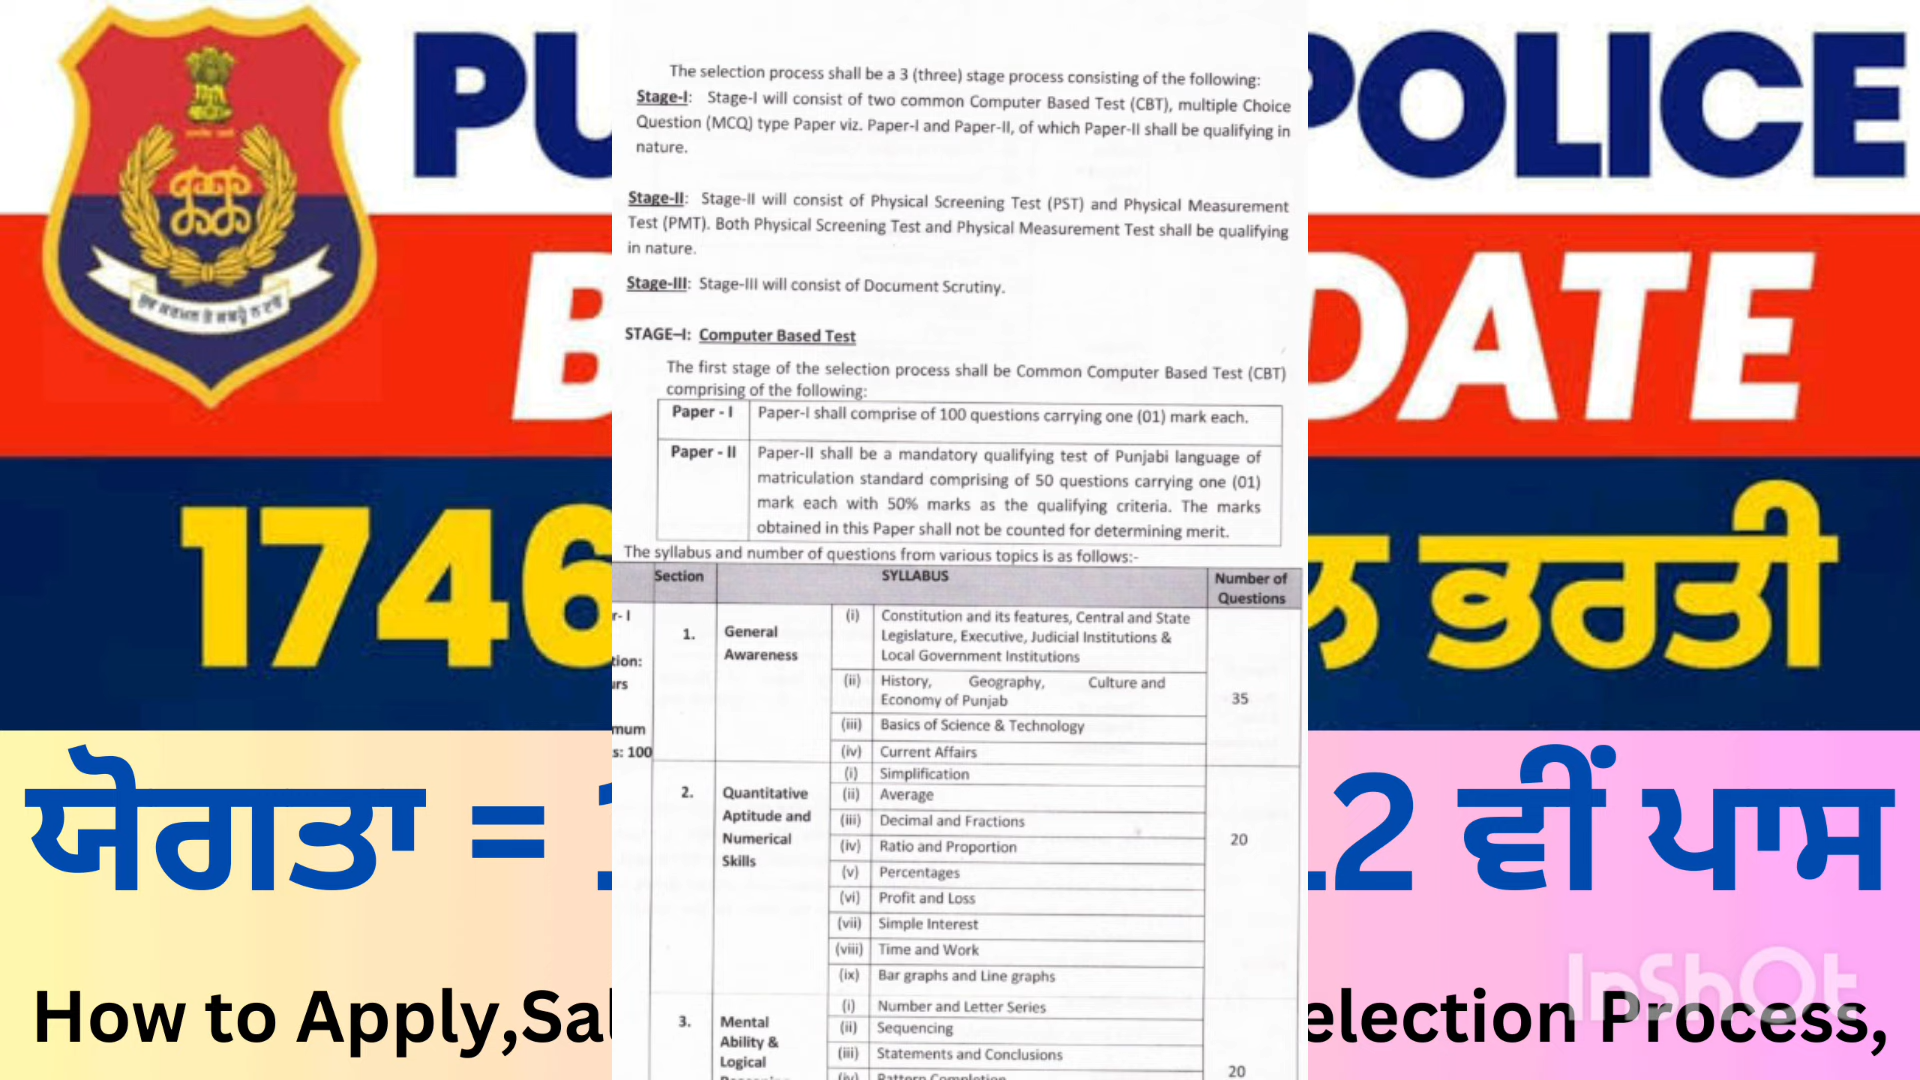 PU
POLICE
B
DATE
1746
ਲ ਭਰਤੀ
ਯੋਗਤਾ = 1
12 ਵੀਂ ਪਾਸ
How to Apply,Sal
election Process,
InShOt
The selection process shall be a 3 (three) stage process consisting of the following:
Stage-I: Stage-I will consist of two common Computer Based Test (CBT), multiple Choice
Question (MCQ) type Paper viz. Paper-I and Paper-II, of which Paper-II shall be qualifying in
nature.
Stage-II: Stage-II will consist of Physical Screening Test (PST) and Physical Measurement
Test (PMT). Both Physical Screening Test and Physical Measurement Test shall be qualifying
in nature.
Stage-III: Stage-III will consist of Document Scrutiny.
STAGE–I: Computer Based Test
The first stage of the selection process shall be Common Computer Based Test (CBT)
comprising of the following:
Paper - I Paper-I shall comprise of 100 questions carrying one (01) mark each.
Paper - II Paper-II shall be a mandatory qualifying test of Punjabi language of
matriculation standard comprising of 50 questions carrying one (01)
mark each with 50% marks as the qualifying criteria. The marks
obtained in this Paper shall not be counted for determining merit.
The syllabus and number of questions from various topics is as follows:-
Section SYLLABUS Number of
Questions
r- I
tion:
urs
mum
s: 100
1. General
Awareness
(i) Constitution and its features, Central and State
Legislature, Executive, Judicial Institutions &
Local Government Institutions
(ii) History, Geography, Culture and
Economy of Punjab
(iii) Basics of Science & Technology
(iv) Current Affairs
35
2. Quantitative
Aptitude and
Numerical
Skills
(i) Simplification
(ii) Average
(iii) Decimal and Fractions
(iv) Ratio and Proportion
(v) Percentages
(vi) Profit and Loss
(vii) Simple Interest
(viii) Time and Work
(ix) Bar graphs and Line graphs
20
3. Mental
Ability &
Logical
(i) Number and Letter Series
(ii) Sequencing
(iii) Statements and Conclusions
(iv) Pattern Completion
20